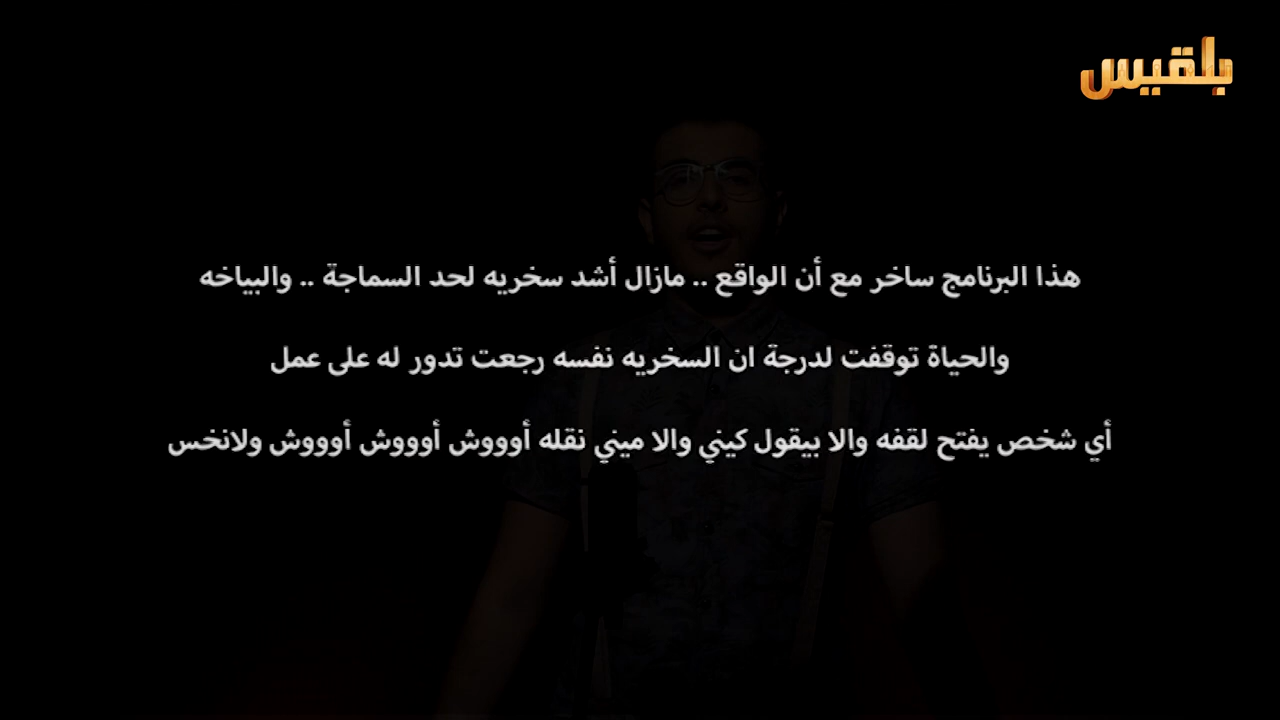 بلقيس
هذا البرنامج ساخر مع أن الواقع .. مازال أشد سخريه لحد السماجة .. والبياخه
والحياة توقفت لدرجة ان السخريه نفسه رجعت تدور له على عمل
أي شخص يفتح لقفه والا بيقول كيني والا ميني نقله أوووش أوووش أوووش ولانخس